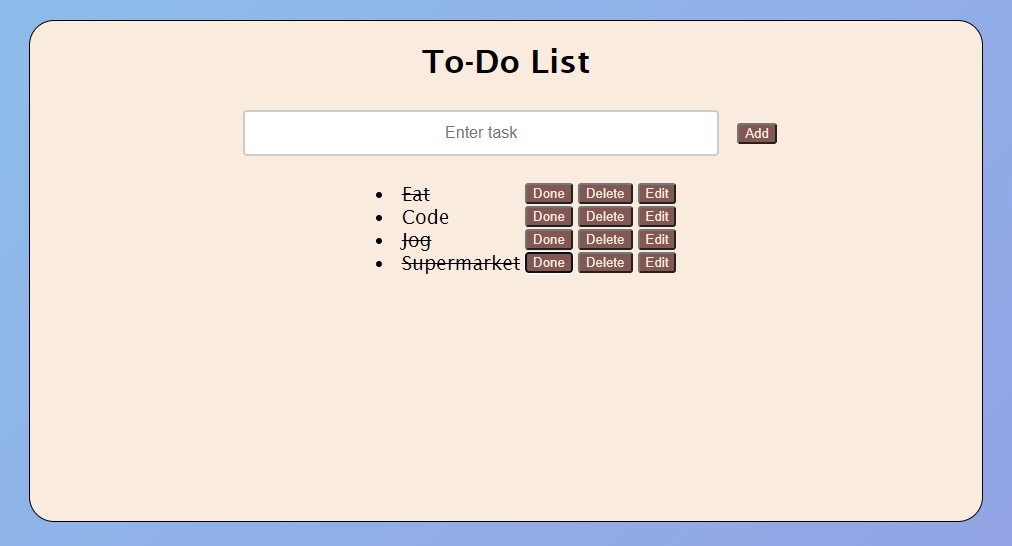 To-Do List
Enter task Add
Eat Done Delete Edit
Code Done Delete Edit
Jog Done Delete Edit
Supermarket Done Delete Edit